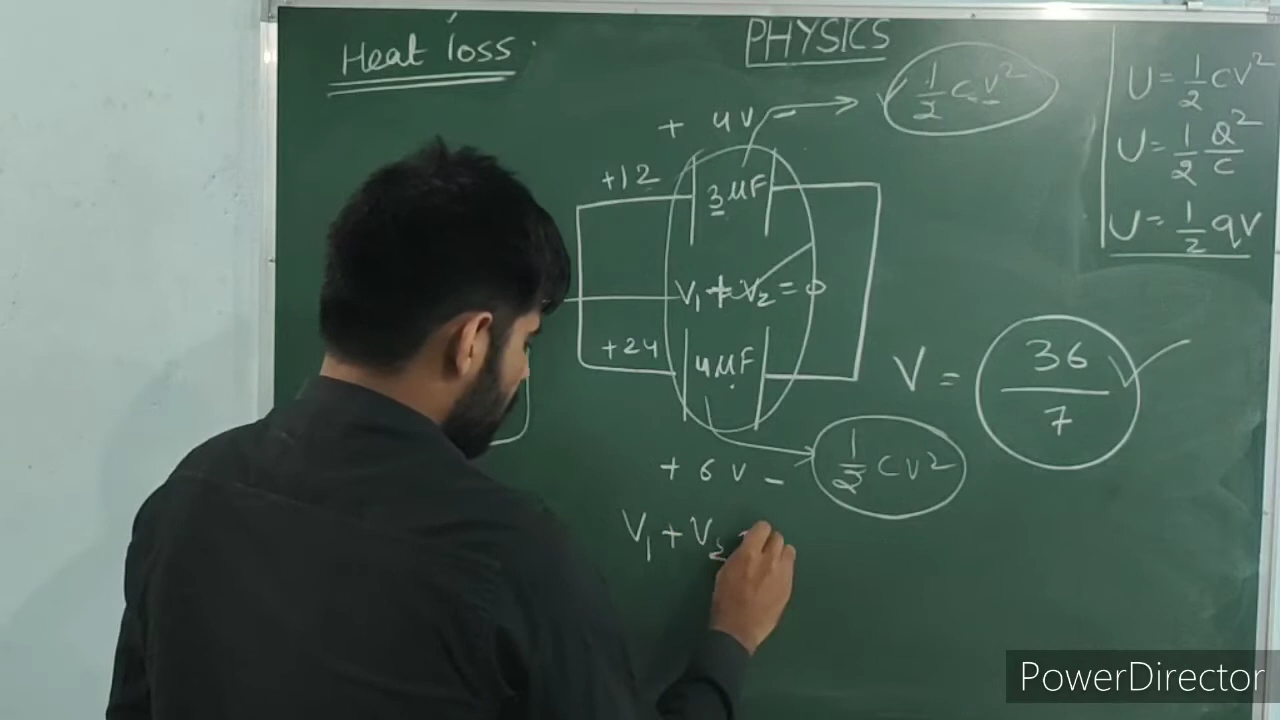 Heat loss.
PHYSICS
+ 4V -
1/2 CV²
U = 1/2 CV²
U = 1/2 Q²/C
U = 1/2 qV
+12
3 μF
V₁ + V₂ = 0
+24
4 μF
V = 36/7
+ 6 V -
1/2 CV²
V₁ + V₂
PowerDirector